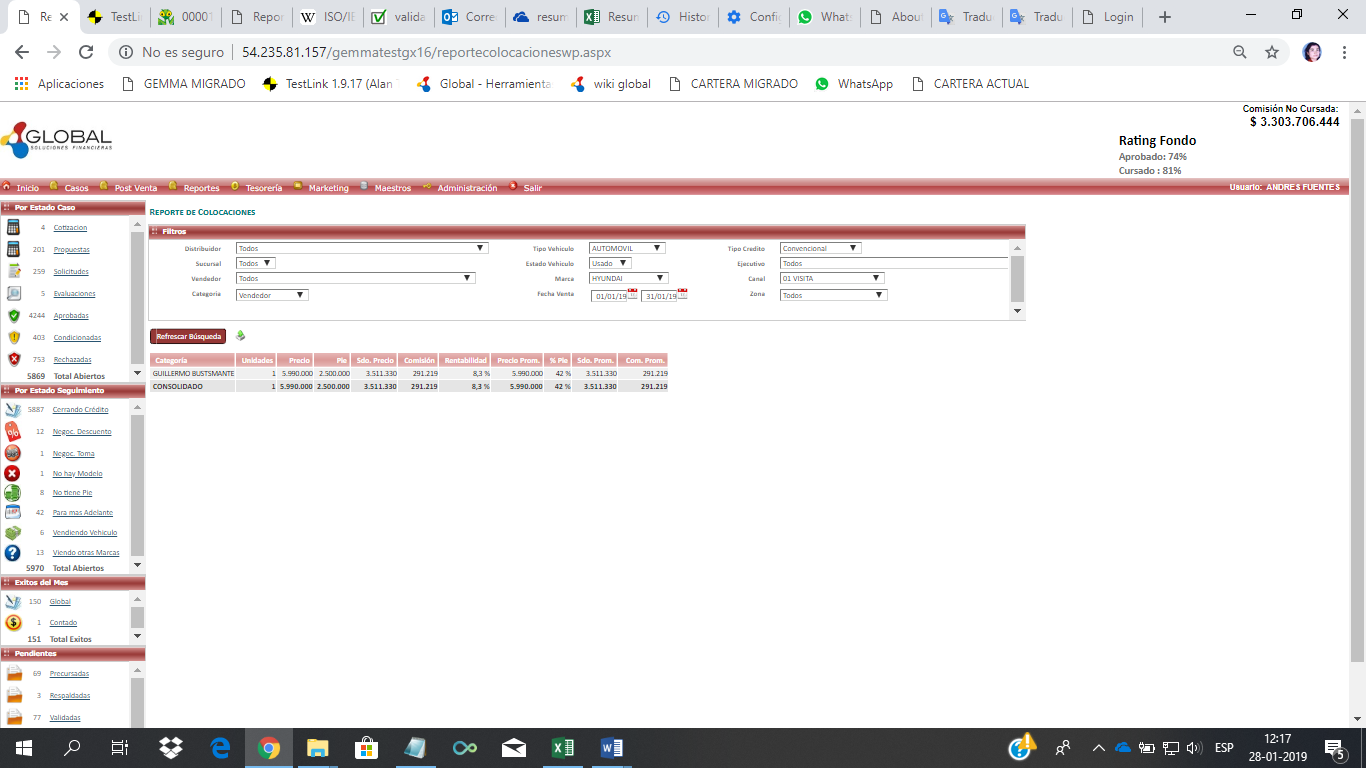 Re
TestLin
00001
Repor
ISO/IE
valida
Corre
resum
Resun
Histor
Config
Whats
About
Tradu
Tradu
Login
No es seguro | 54.235.81.157/gemmatestgx16/reportecolocacioneswp.aspx
Aplicaciones GEMMA MIGRADO TestLink 1.9.17 (Alan Global - Herramienta wiki global CARTERA MIGRADO WhatsApp CARTERA ACTUAL
Comisión No Cursada:
$ 3.303.706.444
GLOBAL
SOLUCIONES FINANCIERAS
Rating Fondo
Aprobado: 74%
Cursado : 81%
Inicio Casos Post Venta Reportes Tesorería Marketing Maestros Administración Salir Usuario: ANDRES FUENTES
Por Estado Caso
4 Cotizacion
201 Propuestas
259 Solicitudes
5 Evaluaciones
4244 Aprobadas
403 Condicionadas
753 Rechazadas
5869 Total Abiertos
Por Estado Seguimiento
5887 Cerrando Crédito
12 Negoc. Descuento
1 Negoc. Toma
1 No hay Modelo
8 No tiene Pie
42 Para mas Adelante
6 Vendiendo Vehiculo
13 Viendo otras Marcas
5970 Total Abiertos
Exitos del Mes
150 Global
1 Contado
151 Total Exitos
Pendientes
69 Precursadas
3 Respaldadas
77 Validadas
REPORTE DE COLOCACIONES
Filtros
Distribuidor Todos Tipo Vehiculo AUTOMOVIL Tipo Credito Convencional
Sucursal Todos Estado Vehiculo Usado Ejecutivo Todos
Vendedor Todos Marca HYUNDAI Canal 01 VISITA
Categoria Vendedor Fecha Venta 01/01/19 31/01/19 Zona Todos
Refrescar Búsqueda
Categoría Unidades Precio Pie Sdo. Precio Comisión Rentabilidad Precio Prom. % Pie Sdo. Prom. Com. Prom.
GUILLERMO BUSTSMANTE 1 5.990.000 2.500.000 3.511.330 291.219 8,3 % 5.990.000 42 % 3.511.330 291.219
CONSOLIDADO 1 5.990.000 2.500.000 3.511.330 291.219 8,3 % 5.990.000 42 % 3.511.330 291.219
ESP
12:17
28-01-2019
5